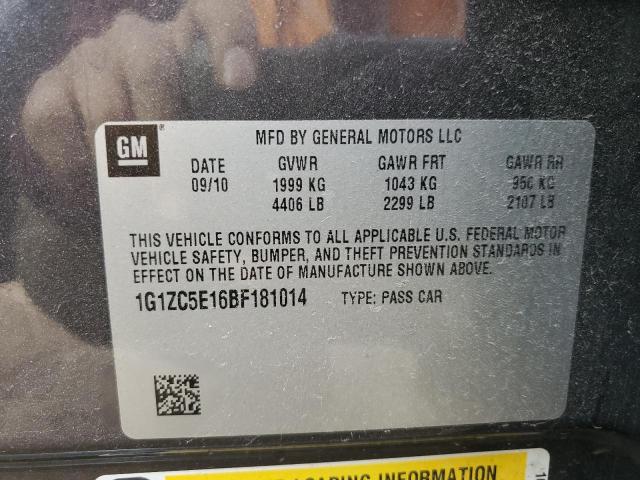 GM
MFD BY GENERAL MOTORS LLC
DATE GVWR GAWR FRT GAWR RR
09/10 1999 KG 1043 KG 956 KG
4406 LB 2299 LB 2107 LB
THIS VEHICLE CONFORMS TO ALL APPLICABLE U.S. FEDERAL MOTOR
VEHICLE SAFETY, BUMPER, AND THEFT PREVENTION STANDARDS IN
EFFECT ON THE DATE OF MANUFACTURE SHOWN ABOVE.
1G1ZC5E16BF181014 TYPE: PASS CAR
LOADING INFORMATION